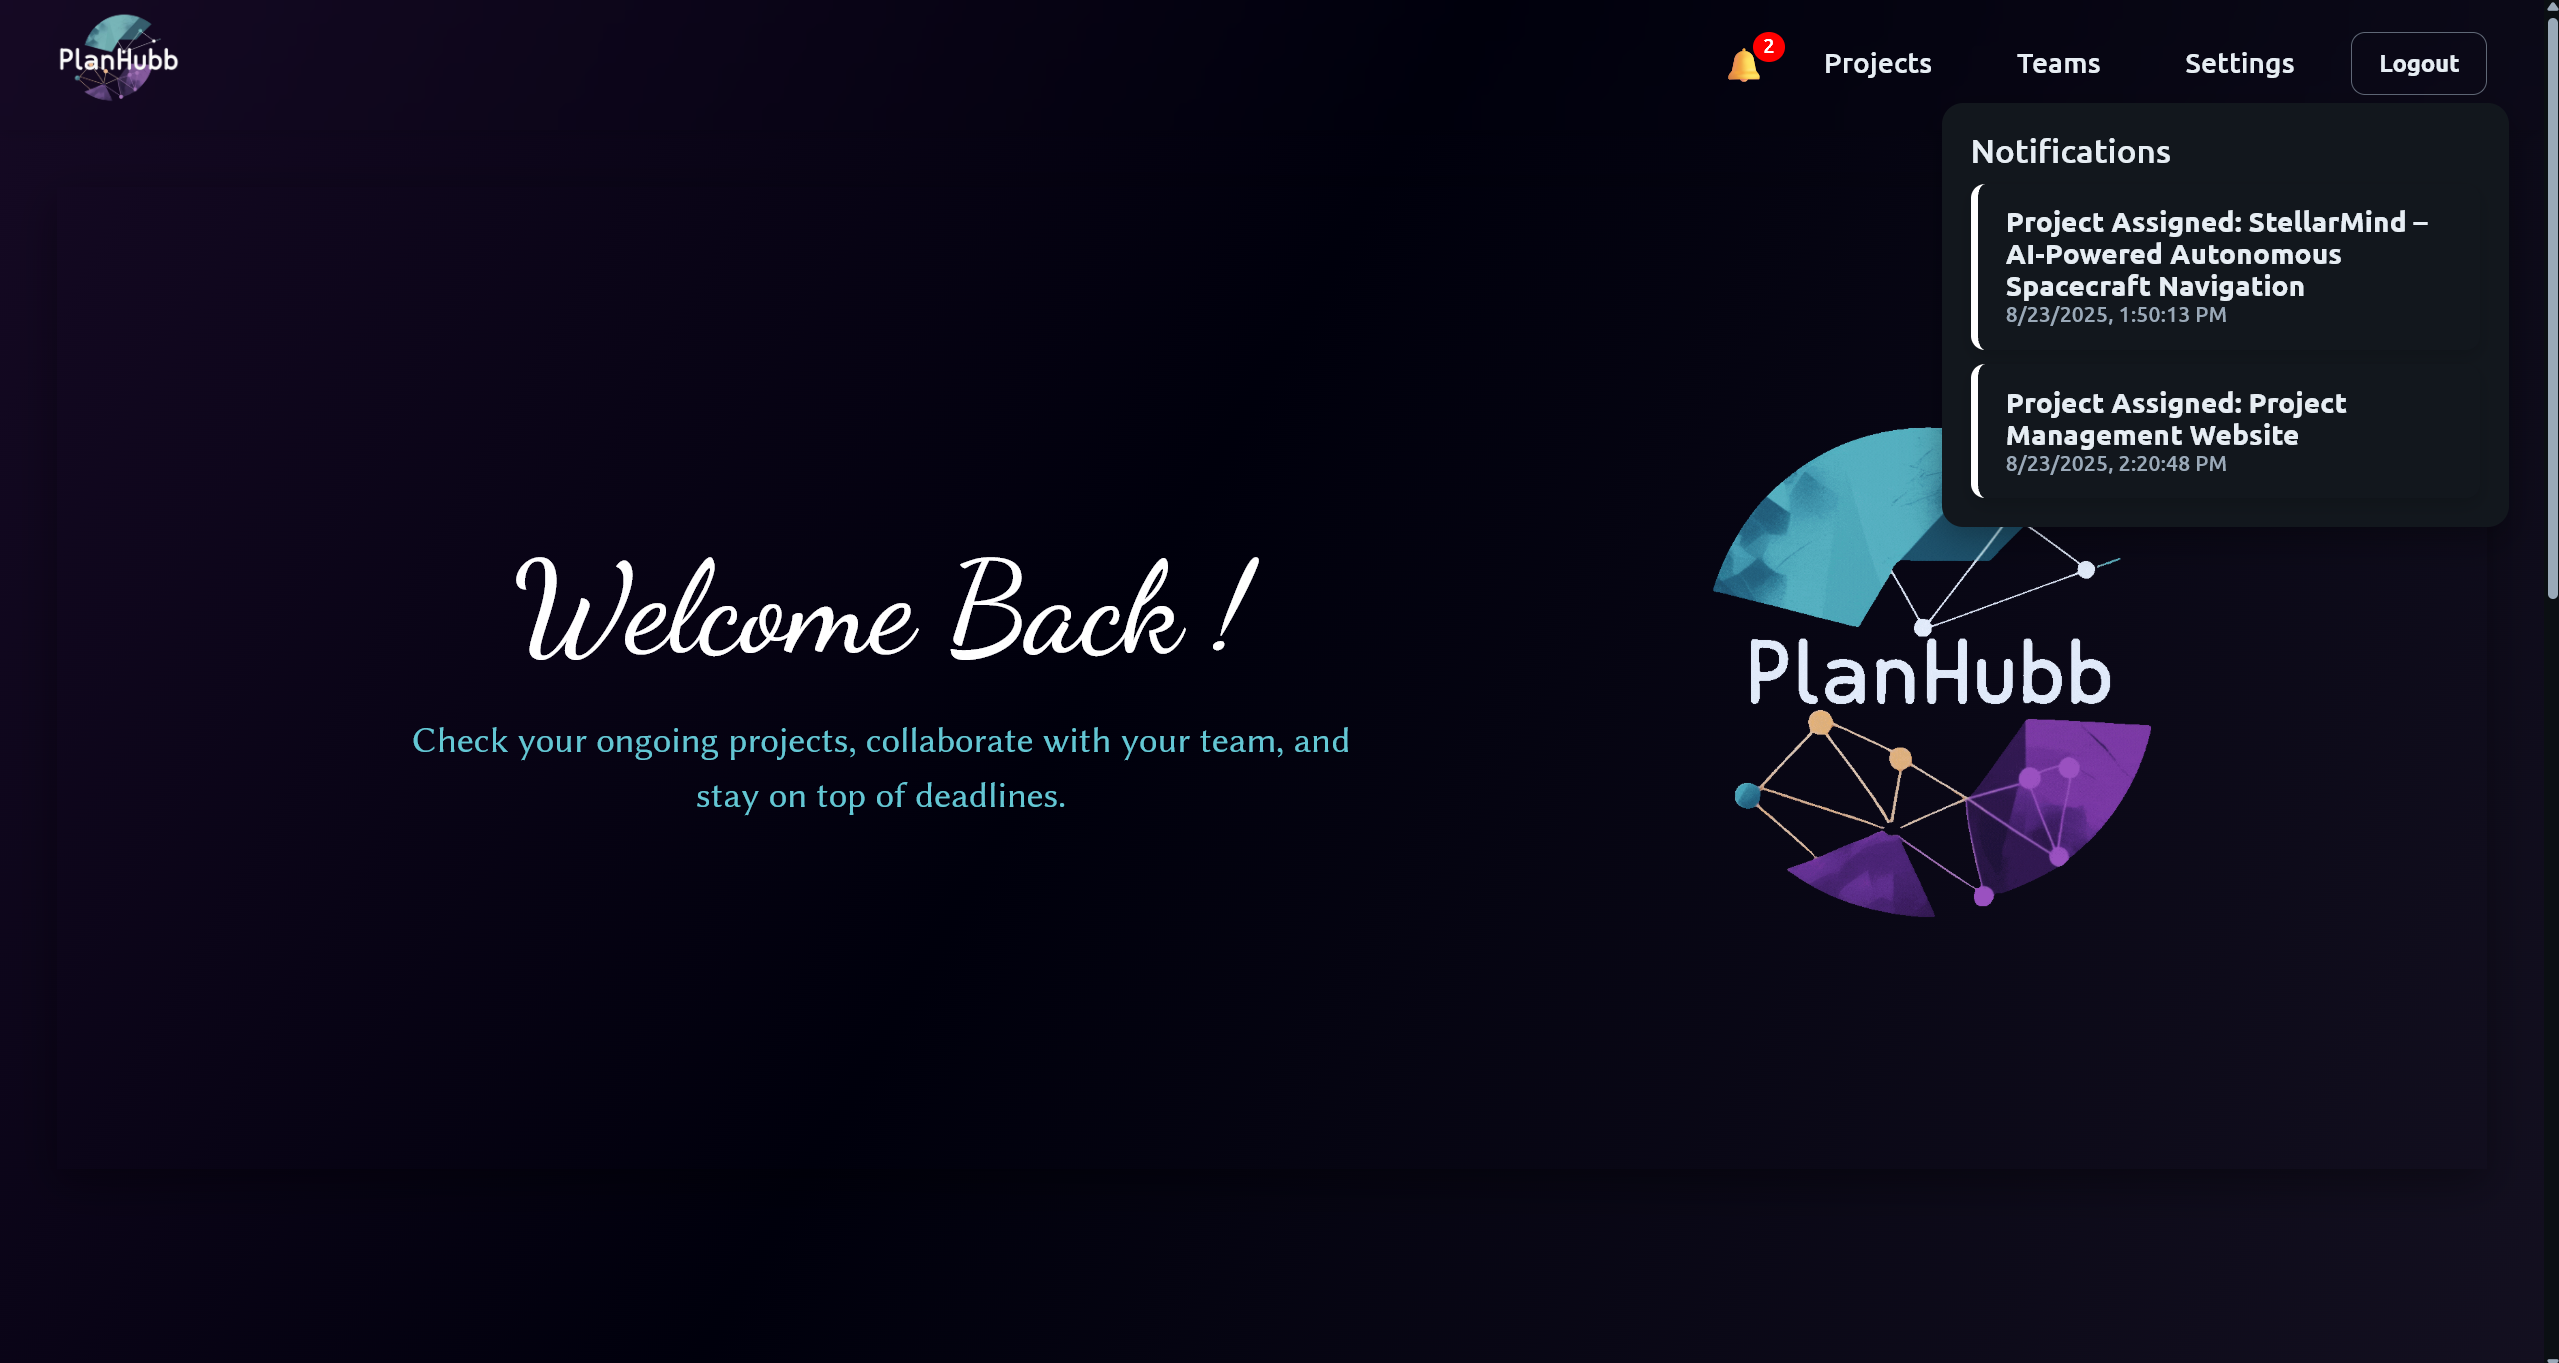 PlanHubb
2
Projects
Teams
Settings
Logout
Notifications
Project Assigned: StellarMind –
AI-Powered Autonomous
Spacecraft Navigation
8/23/2025, 1:50:13 PM
Project Assigned: Project
Management Website
8/23/2025, 2:20:48 PM
Welcome Back !
Check your ongoing projects, collaborate with your team, and
stay on top of deadlines.
PlanHubb